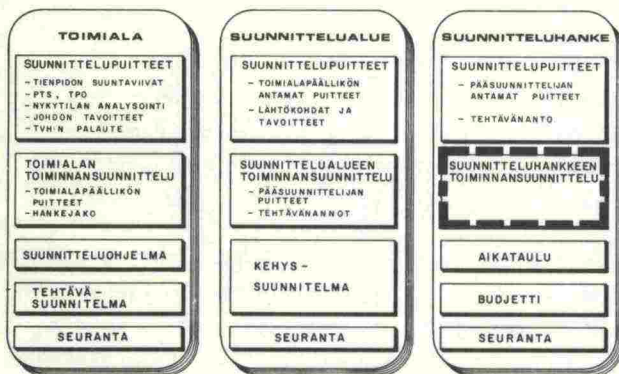 TOIMIALA
SUUNNITTELUPUITTEET
- TIENPIDON SUUNTAVIIVAT
- PTS, TPO
- NYKYTILAN ANALYSOINTI
- JOHDON TAVOITTEET
- TVH:N PALAUTE
TOIMIALAN
TOIMINNANSUUNNITTELU
- TOIMIALAPÄÄLLIKÖN
PUITTEET
- HANKEJAKO
SUUNNITTELUOHJELMA
TEHTÄVÄ -
SUUNNITELMA
SEURANTA
SUUNNITTELUALUE
SUUNNITTELUPUITTEET
- TOIMIALAPÄÄLLIKÖN
ANTAMAT PUITTEET
- LÄHTÖKOHDAT JA
TAVOITTEET
SUUNNITTELUALUEEN
TOIMINNANSUUNNITTELU
- PÄÄSUUNNITTELIJAN
PUITTEET
- TEHTÄVÄNANNOT
KEHYS -
SUUNNITELMA
SEURANTA
SUUNNITTELUHANKE
SUUNNITTELUPUITTEET
- PÄÄSUUNNITTELIJAN
ANTAMAT PUITTEET
- TEHTÄVÄNANTO
SUUNNITTELUHANKKEEN
TOIMINNANSUUNNITTELU
AIKATAULU
BUDJETTI
SEURANTA